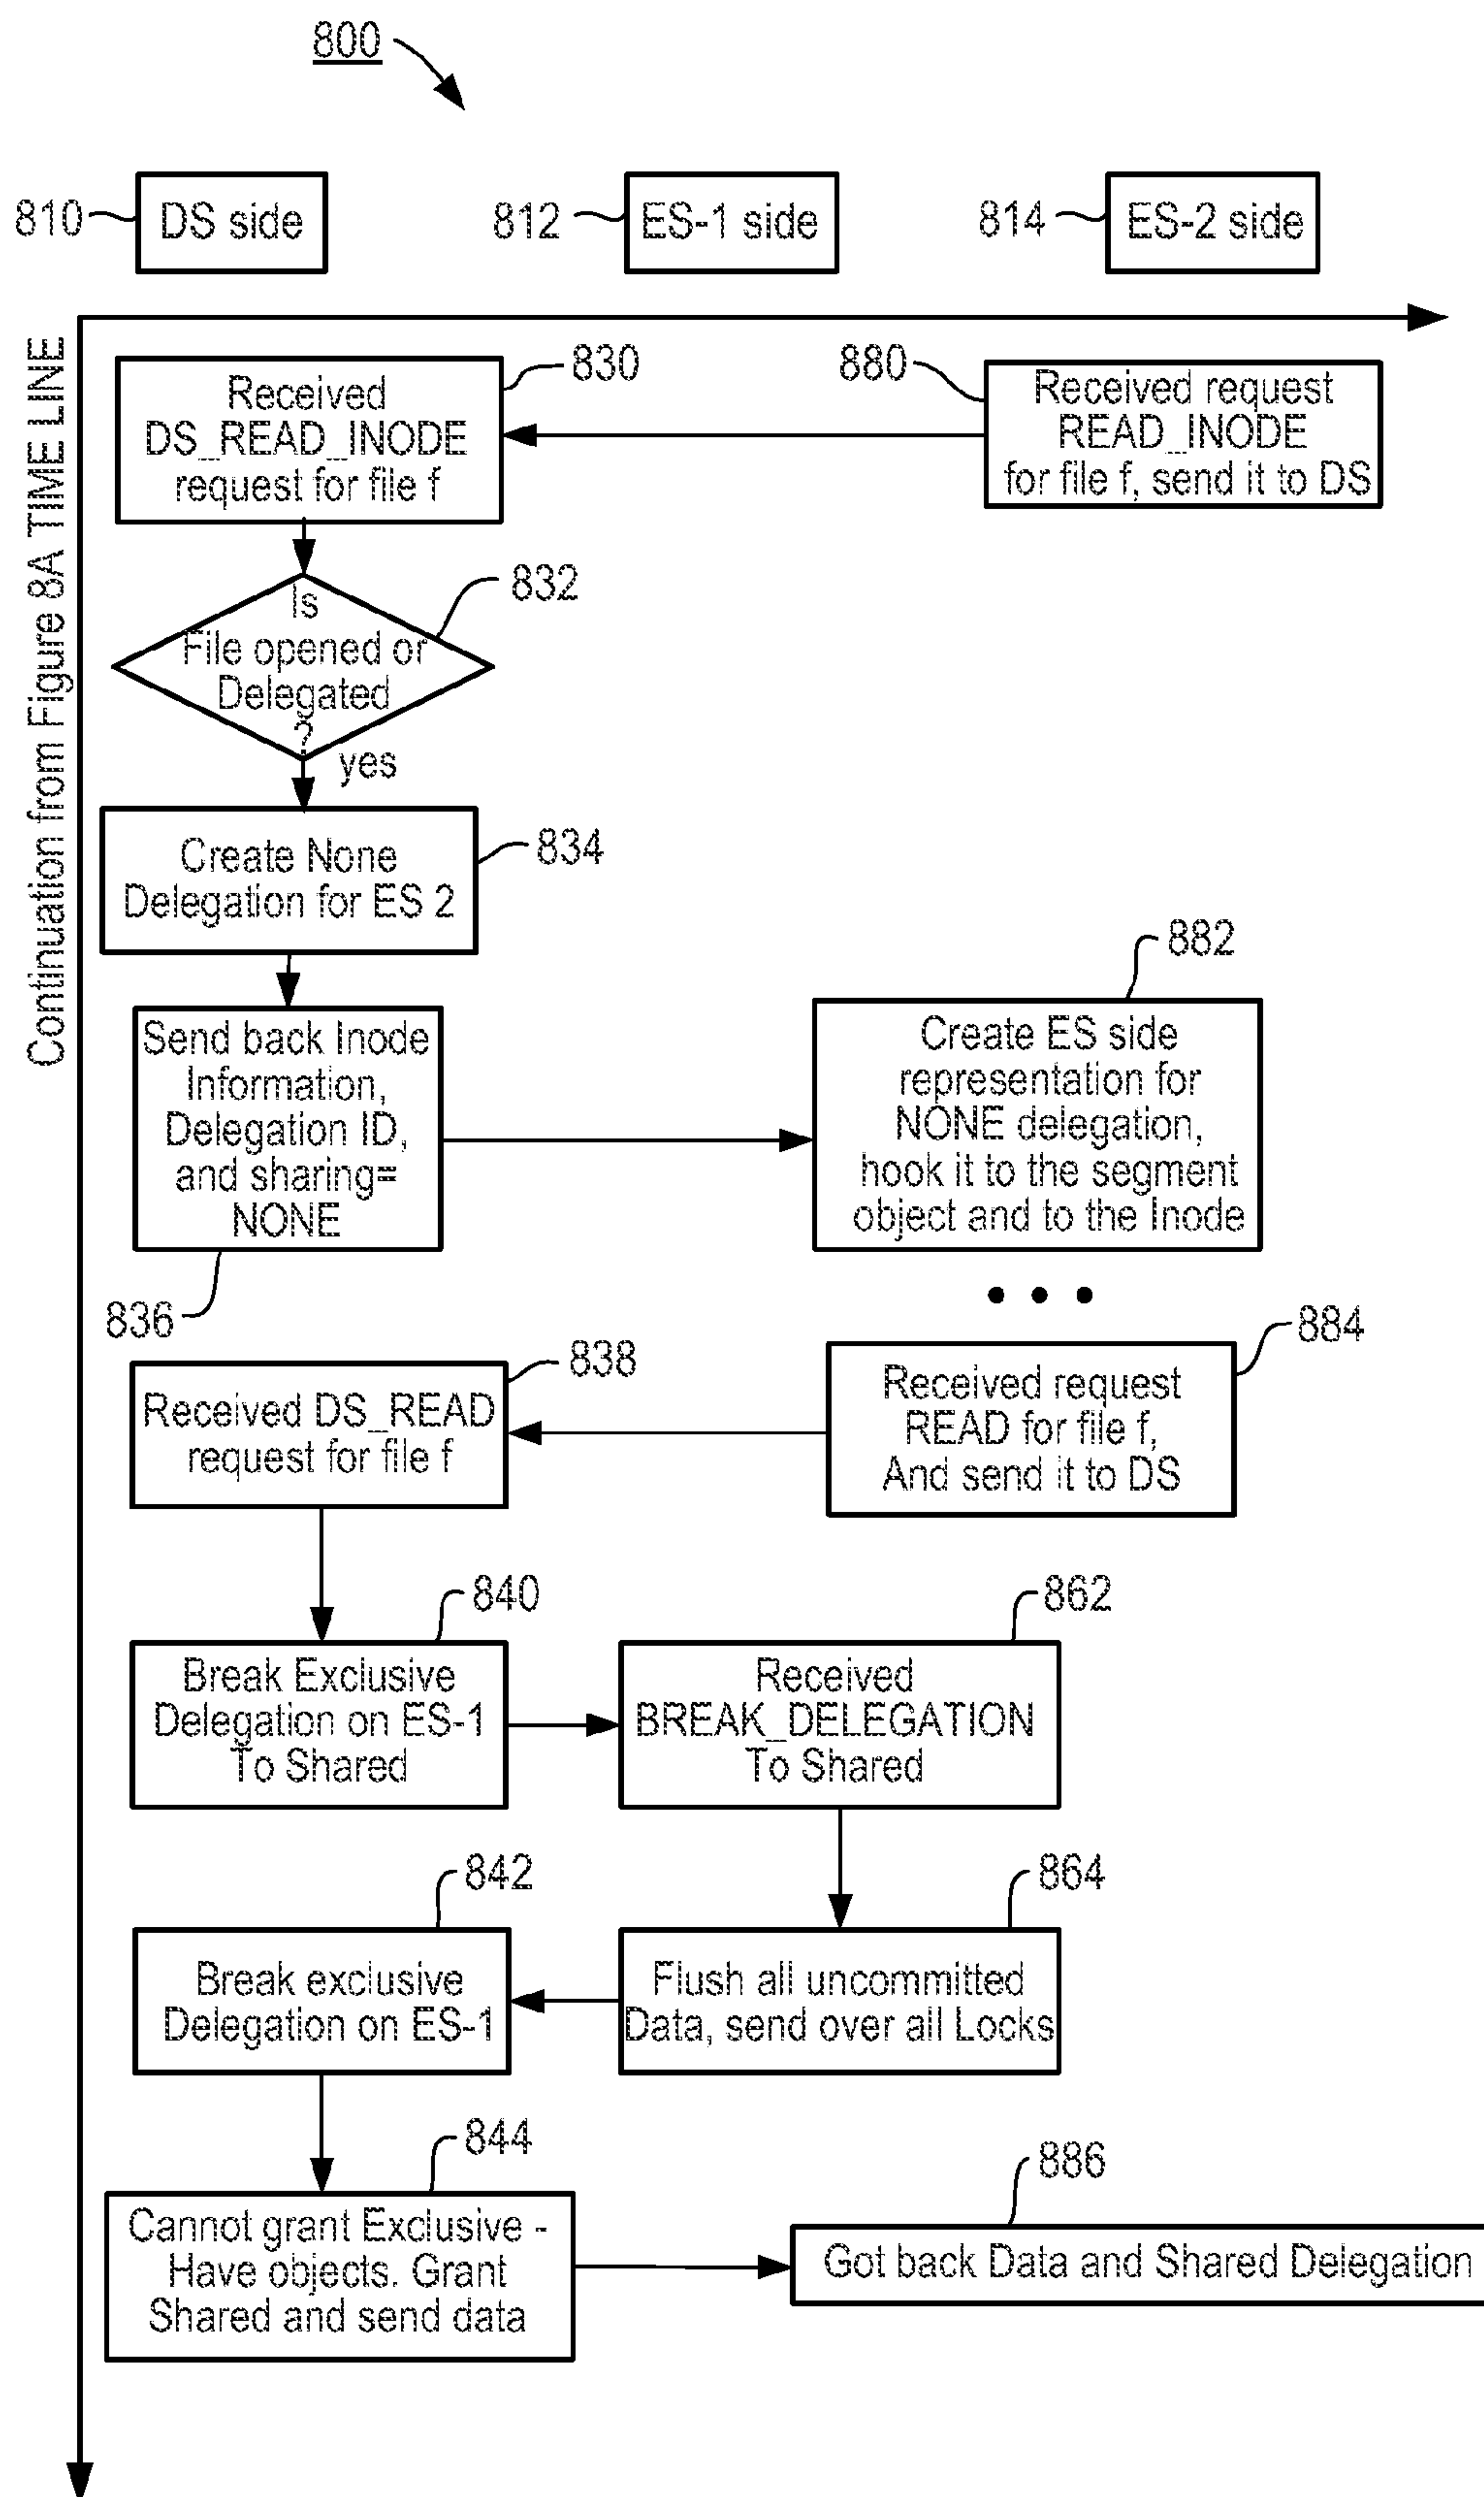 800
810
DS side
812
ES-1 side
814
ES-2 side
Continuation from Figure 8A TIME LINE
830
Received
DS_READ_INODE
request for file f
880
Received request
READ_INODE
for file f, send it to DS
832
Is
File opened or
Delegated
?
yes
834
Create None
Delegation for ES 2
836
Send back Inode
Information,
Delegation ID,
and sharing=
NONE
882
Create ES side
representation for
NONE delegation,
hook it to the segment
object and to the Inode
• • •
838
Received DS_READ
request for file f
884
Received request
READ for file f,
And send it to DS
840
Break Exclusive
Delegation on ES-1
To Shared
862
Received
BREAK_DELEGATION
To Shared
842
Break exclusive
Delegation on ES-1
864
Flush all uncommitted
Data, send over all Locks
844
Cannot grant Exclusive -
Have objects. Grant
Shared and send data
886
Got back Data and Shared Delegation